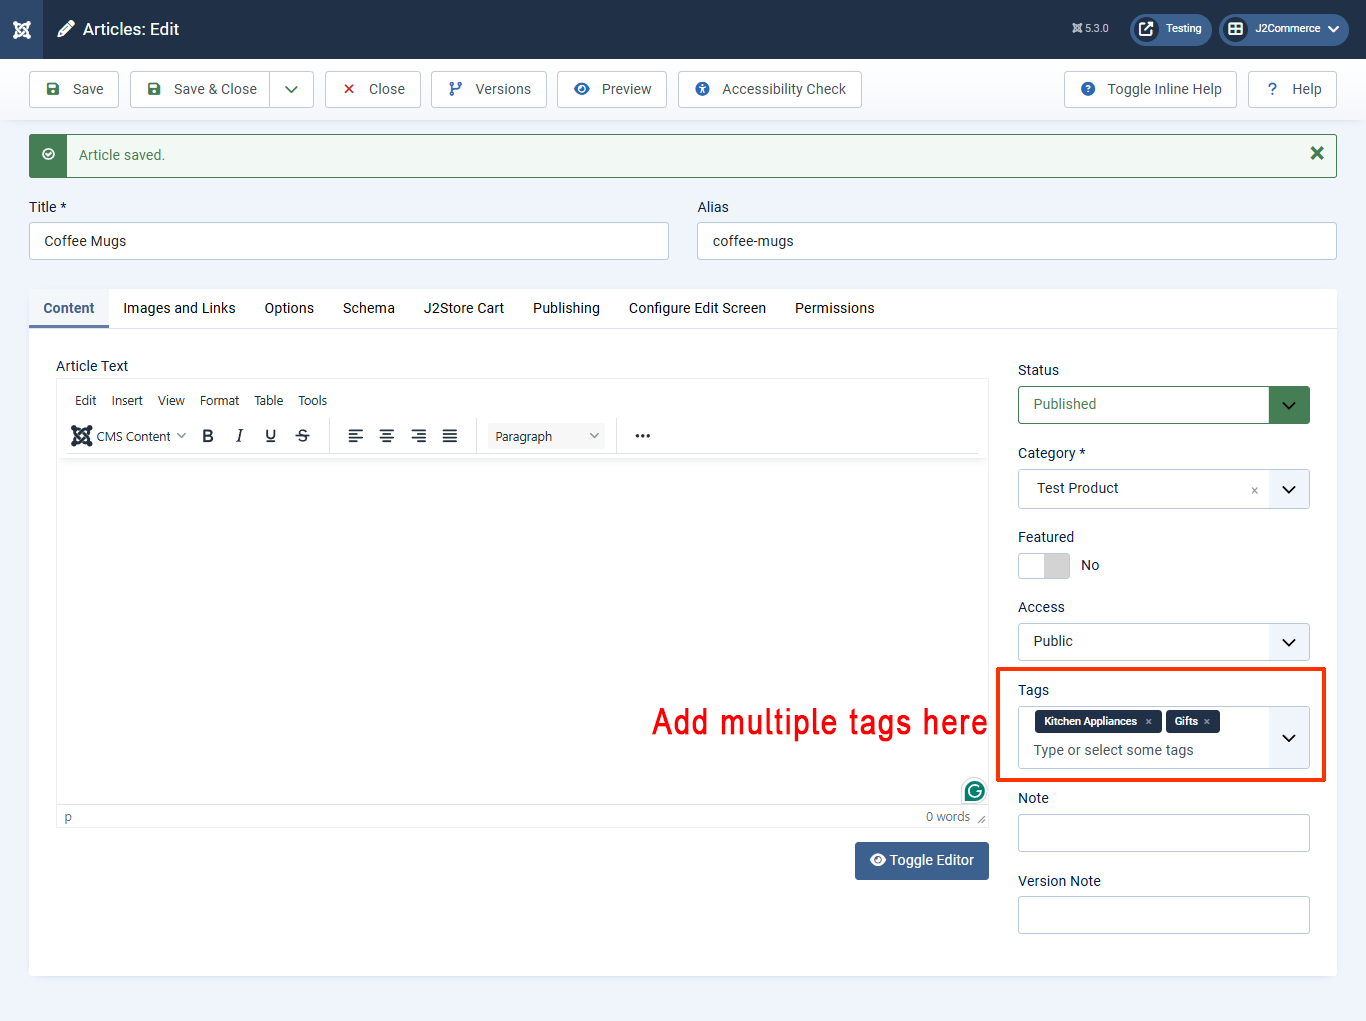 Articles: Edit
5.3.0
Testing
J2Commerce
Save
Save & Close
Close
Versions
Preview
Accessibility Check
Toggle Inline Help
? Help
Article saved.
Title *
Alias
Coffee Mugs
coffee-mugs
Content
Images and Links
Options
Schema
J2Store Cart
Publishing
Configure Edit Screen
Permissions
Article Text
Edit
Insert
View
Format
Table
Tools
CMS Content
B
I
U
S
Paragraph
Add multiple tags here
p
0 words
Toggle Editor
Status
Published
Category *
Test Product ×
Featured
No
Access
Public
Tags
Kitchen Appliances ×
Gifts ×
Type or select some tags
Note
Version Note